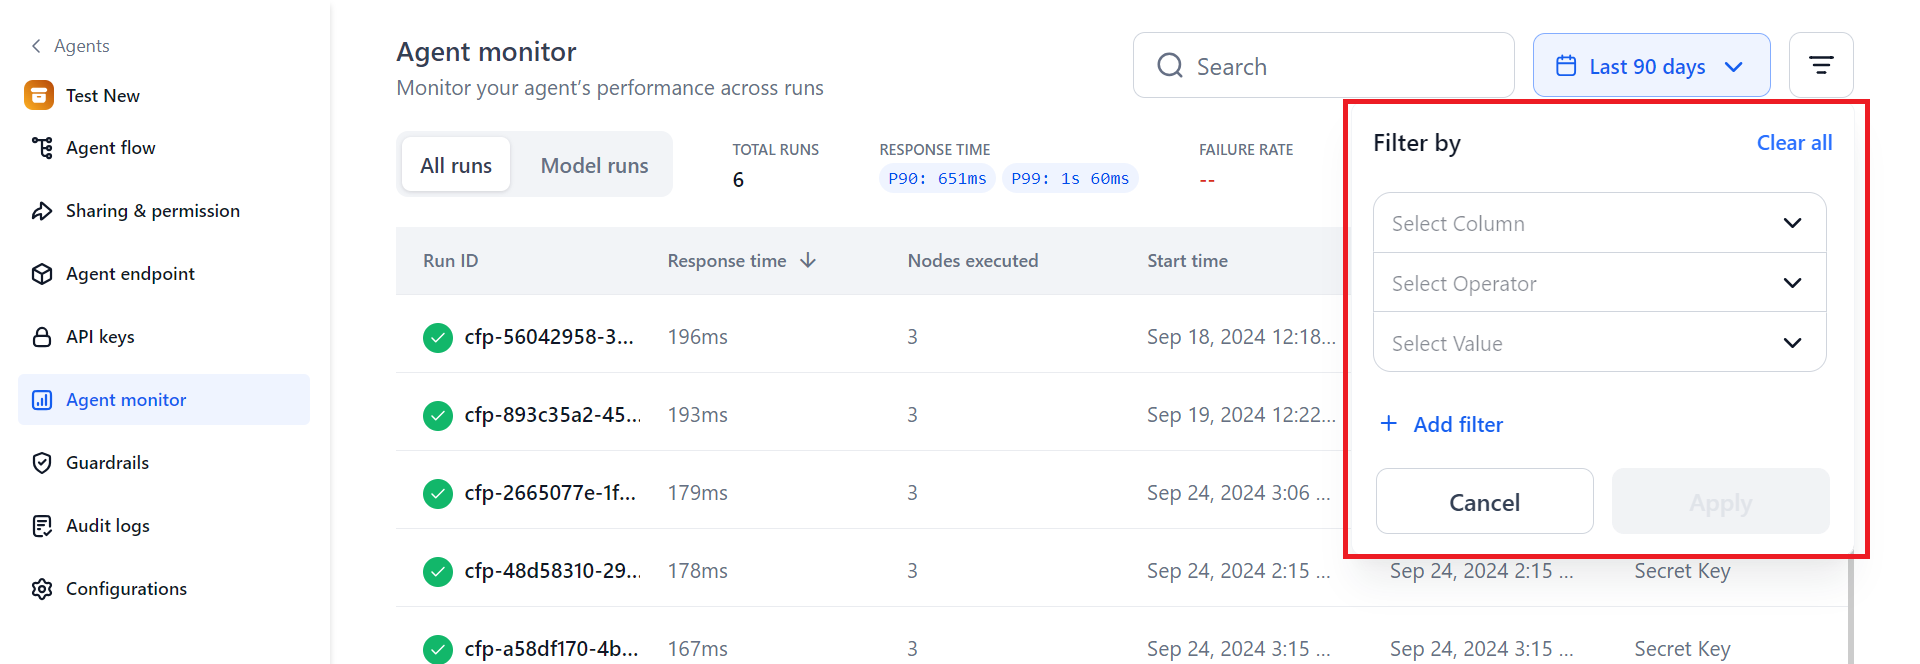 Agents
Test New
Agent flow
Sharing & permission
Agent endpoint
API keys
Agent monitor
Guardrails
Audit logs
Configurations
Agent monitor
Monitor your agent’s performance across runs
Search
Last 90 days
All runs
Model runs
TOTAL RUNS
6
RESPONSE TIME
P90: 651ms P99: 1s 60ms
FAILURE RATE
--
Run ID Response time Nodes executed Start time
cfp-56042958-3... 196ms 3 Sep 18, 2024 12:18...
cfp-893c35a2-45... 193ms 3 Sep 19, 2024 12:22...
cfp-2665077e-1f... 179ms 3 Sep 24, 2024 3:06 ...
cfp-48d58310-29... 178ms 3 Sep 24, 2024 2:15 ... Sep 24, 2024 2:15 ... Secret Key
cfp-a58df170-4b... 167ms 3 Sep 24, 2024 3:15 ... Sep 24, 2024 3:15 ... Secret Key
Filter by Clear all
Select Column
Select Operator
Select Value
+ Add filter
Cancel Apply